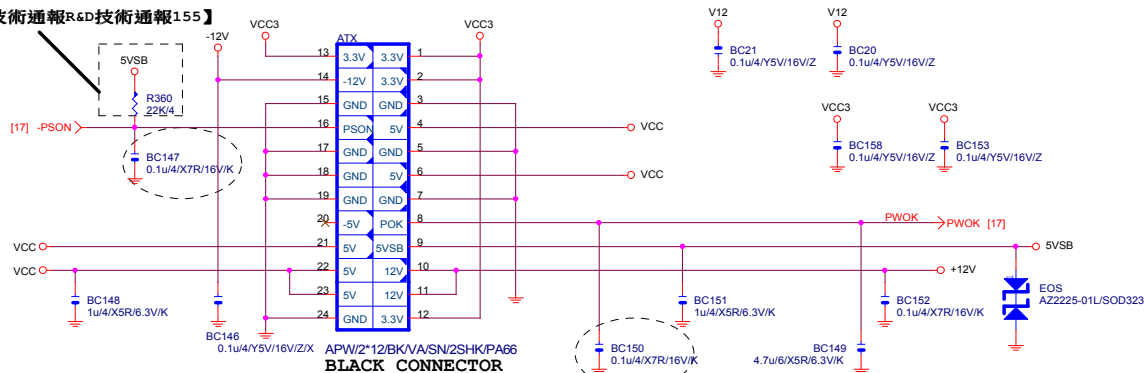 技術通報R&D技術通報155】
5VSB
R360
22K/4
[17] -PSON
BC147
0.1u/4/X7R/16V/K
-12V
VCC3
VCC3
ATX
13 3.3V 3.3V 1
14 -12V 3.3V 2
15 GND GND 3
16 PSON 5V 4
17 GND GND 5
18 GND 5V 6
19 GND GND 7
20 -5V POK 8
21 5V 5VSB 9
22 5V 12V 10
23 5V 12V 11
24 GND 3.3V 12
APW/2*12/BK/VA/SN/2SHK/PA66
BLACK CONNECTOR
VCC
VCC
BC148
1u/4/X5R/6.3V/K
BC146
0.1u/4/Y5V/16V/Z/X
VCC
VCC
V12
BC21
0.1u/4/Y5V/16V/Z
V12
BC20
0.1u/4/Y5V/16V/Z
VCC3
BC158
0.1u/4/Y5V/16V/Z
VCC3
BC153
0.1u/4/Y5V/16V/Z
PWOK
PWOK [17]
5VSB
+12V
BC151
1u/4/X5R/6.3V/K
BC152
0.1u/4/X7R/16V/K
EOS
AZ2225-01L/SOD323
BC150
0.1u/4/X7R/16V/K
BC149
4.7u/6/X5R/6.3V/K